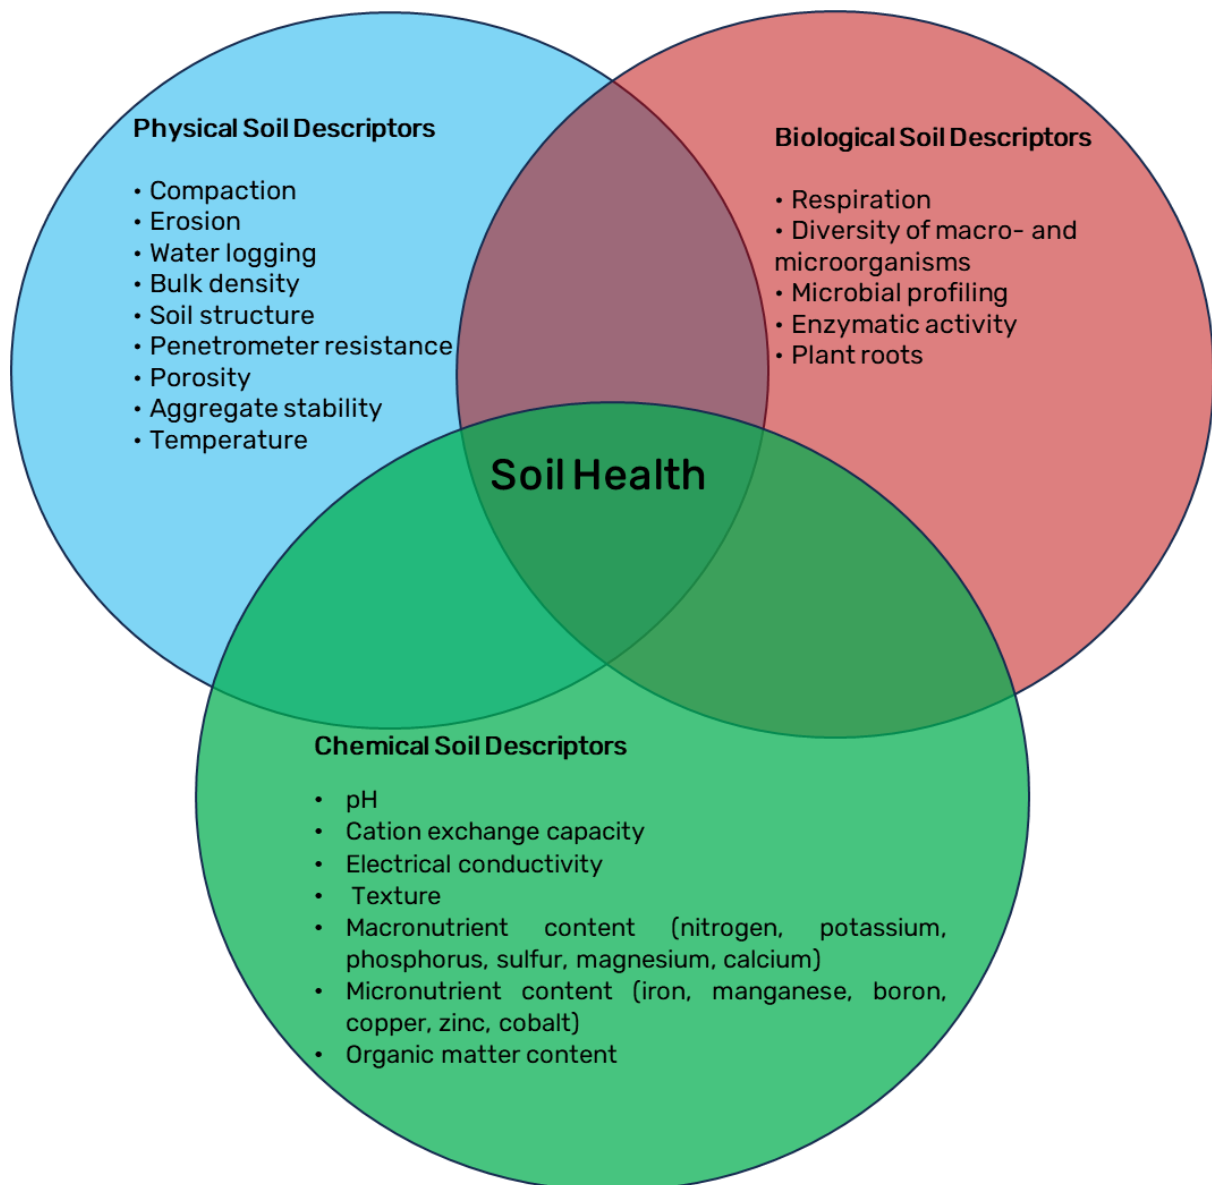 Physical Soil Descriptors
• Compaction
• Erosion
• Water logging
• Bulk density
• Soil structure
• Penetrometer resistance
• Porosity
• Aggregate stability
• Temperature
Biological Soil Descriptors
• Respiration
• Diversity of macro- and
microorganisms
• Microbial profiling
• Enzymatic activity
• Plant roots
Soil Health
Chemical Soil Descriptors
• pH
• Cation exchange capacity
• Electrical conductivity
• Texture
• Macronutrient content (nitrogen, potassium,
phosphorus, sulfur, magnesium, calcium)
• Micronutrient content (iron, manganese, boron,
copper, zinc, cobalt)
• Organic matter content